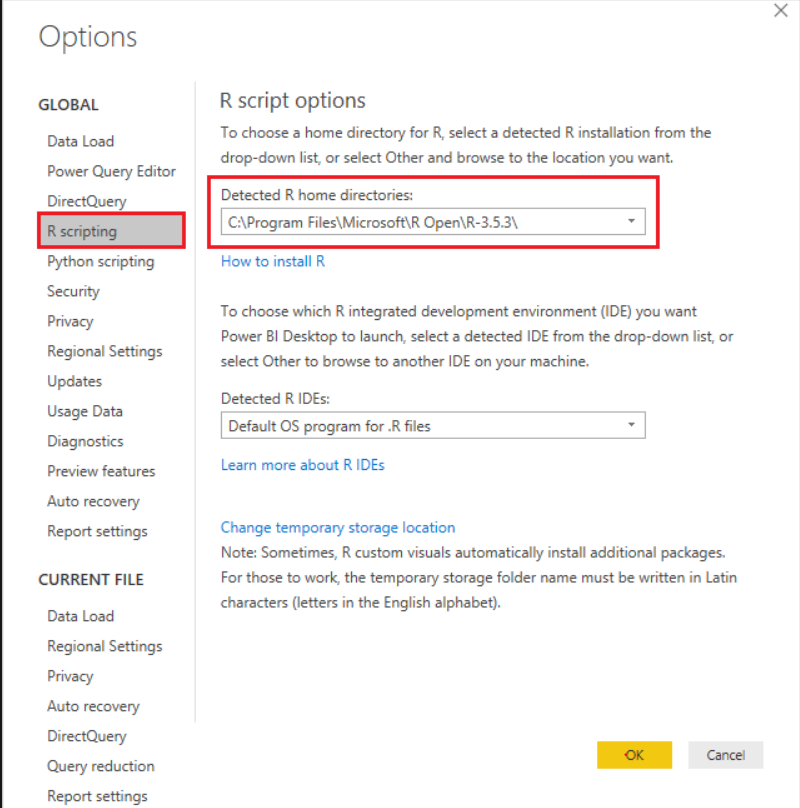 Options
GLOBAL
Data Load
Power Query Editor
DirectQuery
R scripting
Python scripting
Security
Privacy
Regional Settings
Updates
Usage Data
Diagnostics
Preview features
Auto recovery
Report settings
CURRENT FILE
Data Load
Regional Settings
Privacy
Auto recovery
DirectQuery
Query reduction
Report settings
R script options
To choose a home directory for R, select a detected R installation from the
drop-down list, or select Other and browse to the location you want.
Detected R home directories:
C:\Program Files\Microsoft\R Open\R-3.5.3\
How to install R
To choose which R integrated development environment (IDE) you want
Power BI Desktop to launch, select a detected IDE from the drop-down list, or
select Other to browse to another IDE on your machine.
Detected R IDEs:
Default OS program for .R files
Learn more about R IDEs
Change temporary storage location
Note: Sometimes, R custom visuals automatically install additional packages.
For those to work, the temporary storage folder name must be written in Latin
characters (letters in the English alphabet).
OK
Cancel